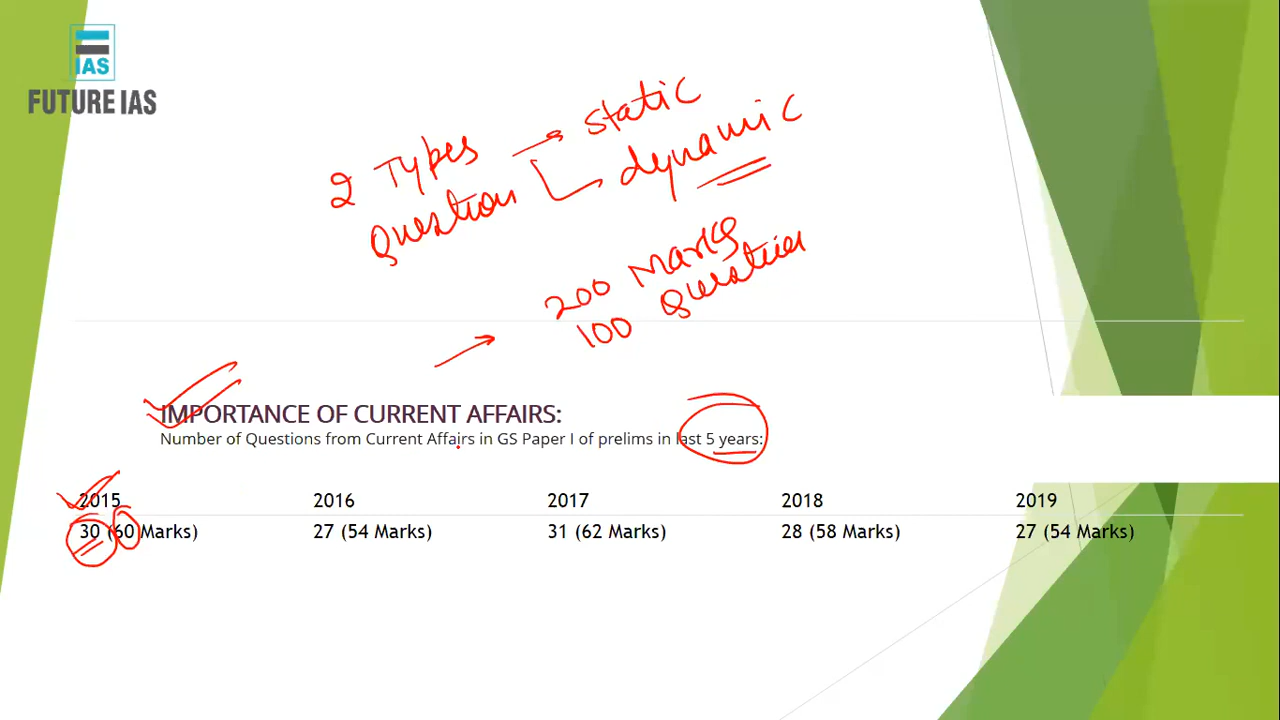 IAS
FUTURE IAS
2 Types → static
Question dynamic
200 Marks
→ 100 Question
IMPORTANCE OF CURRENT AFFAIRS:
Number of Questions from Current Affairs in GS Paper I of prelims in last 5 years:
2015 2016 2017 2018 2019
30 (60 Marks) 27 (54 Marks) 31 (62 Marks) 28 (58 Marks) 27 (54 Marks)